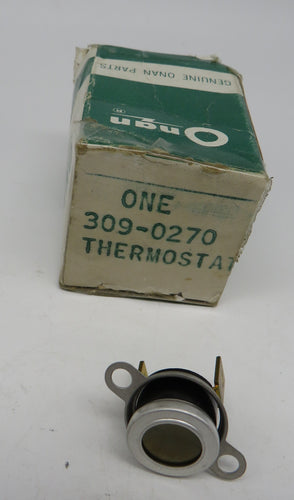 Onan
®
GENUINE ONAN PARTS
ONE
309-0270
THERMOSTAT